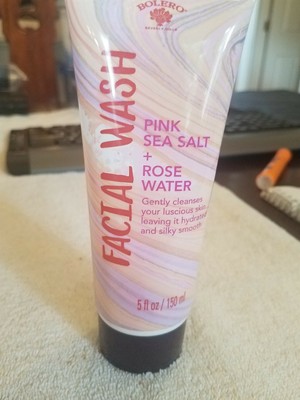 BOLERO
FACIAL WASH
PINK
SEA SALT
+
ROSE
WATER
Gently cleanses
your luscious skin
leaving it hydrated
and silky smooth
5 fl oz / 150 ml